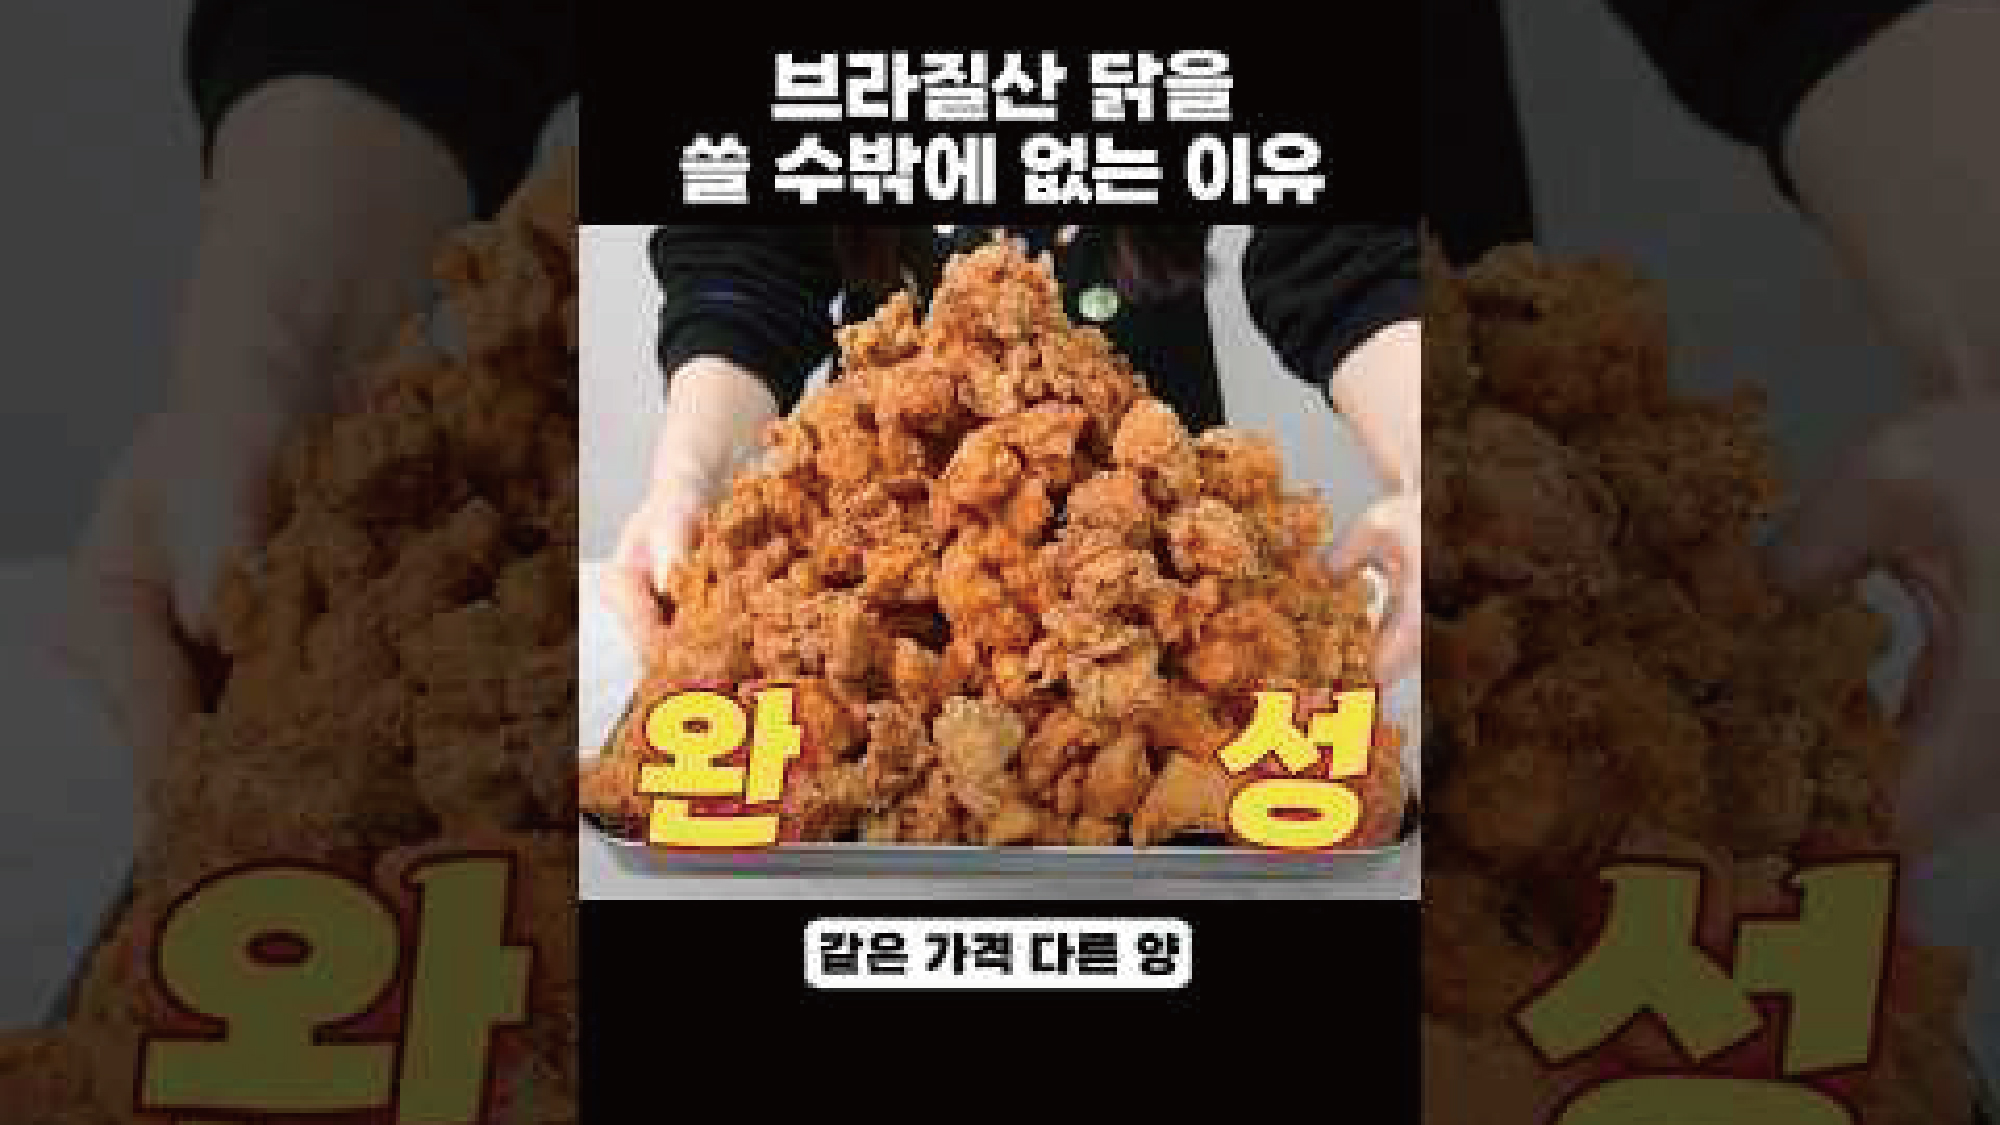 브라질산 닭을
쓸 수밖에 없는 이유
완 성
같은 가격 다른 양